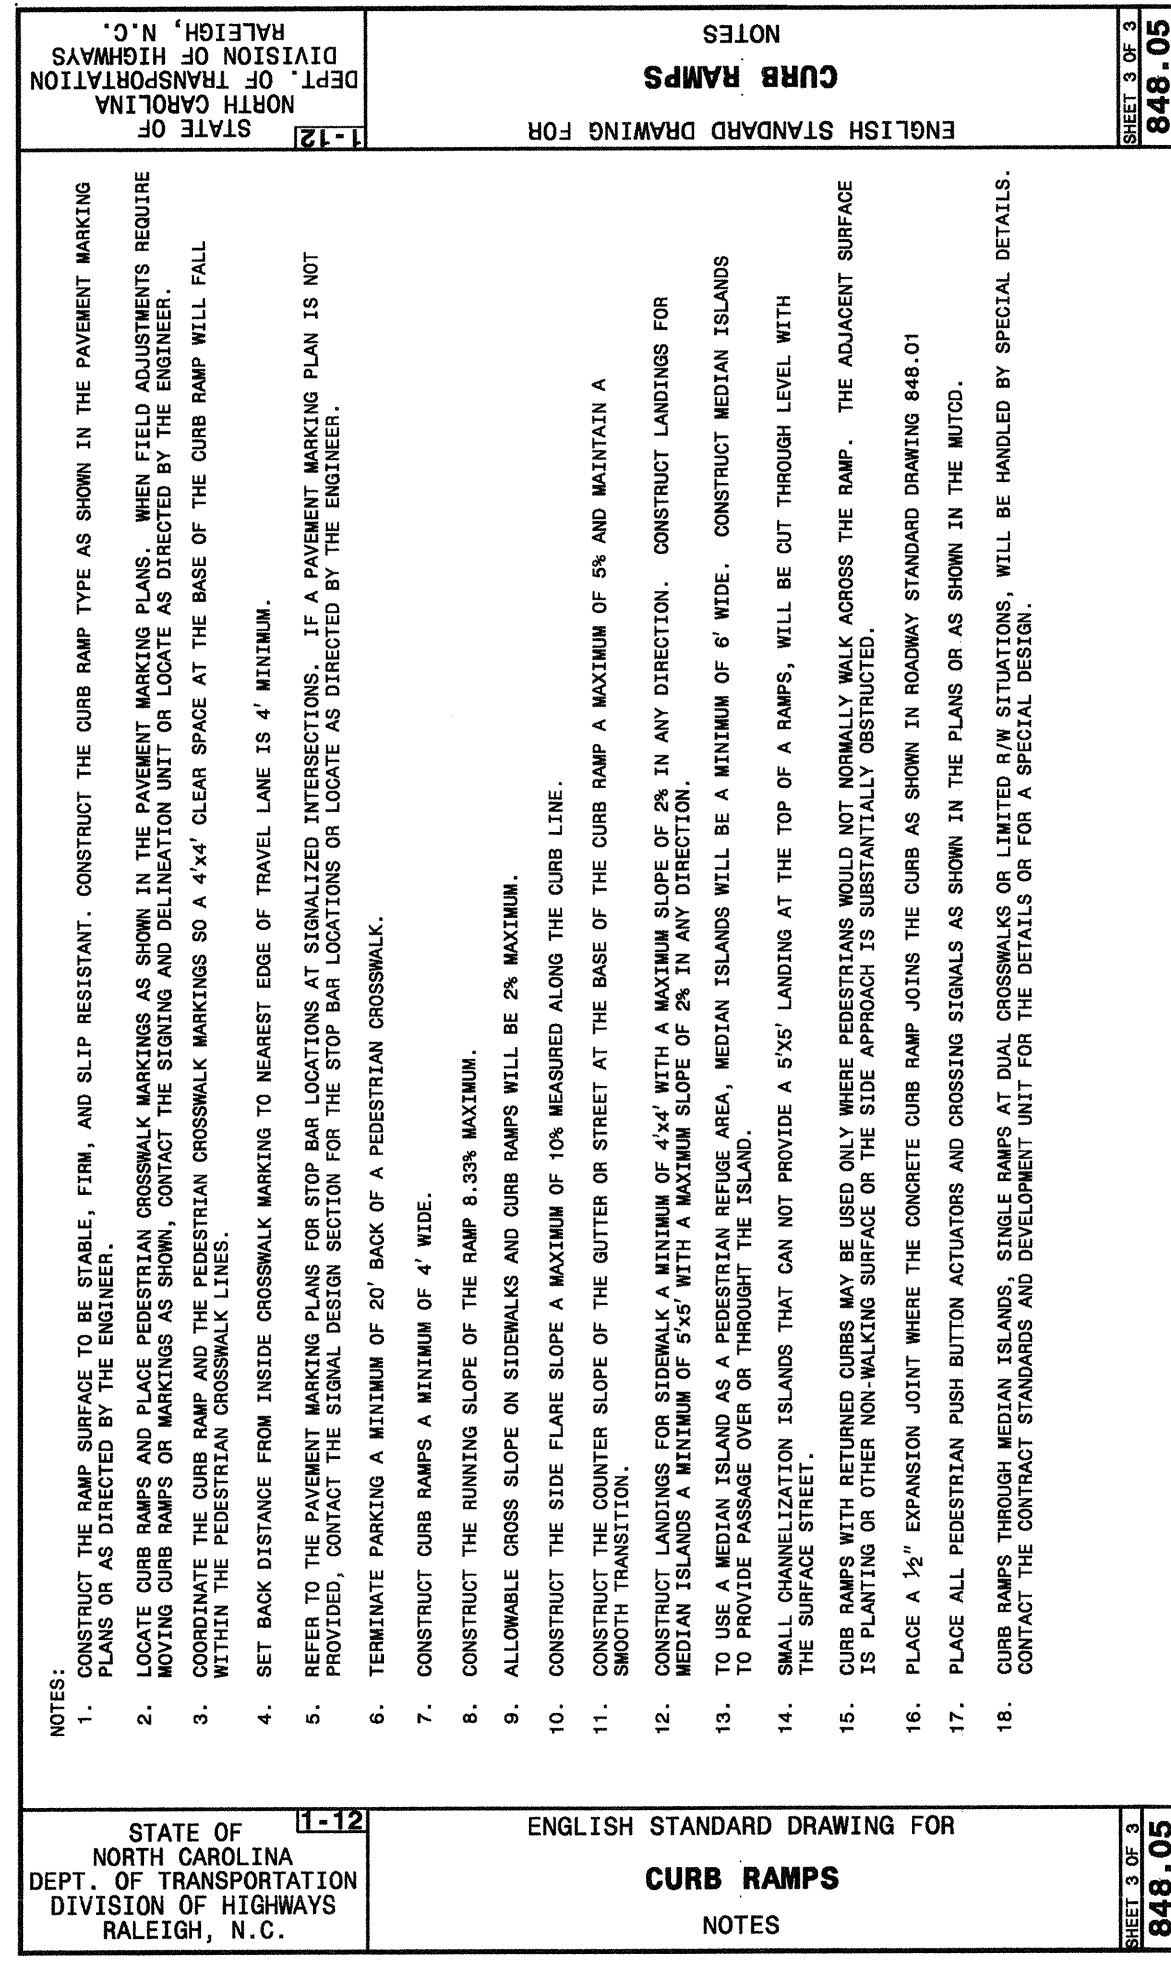 STATE OF
NORTH CAROLINA
DEPT. OF TRANSPORTATION
DIVISION OF HIGHWAYS
RALEIGH, N.C.
1-12
ENGLISH STANDARD DRAWING FOR
CURB RAMPS
NOTES
SHEET 3 OF 3
848.05
NOTES:
1. CONSTRUCT THE RAMP SURFACE TO BE STABLE, FIRM, AND SLIP RESISTANT. CONSTRUCT THE CURB RAMP TYPE AS SHOWN IN THE PAVEMENT MARKING
PLANS OR AS DIRECTED BY THE ENGINEER.
2. LOCATE CURB RAMPS AND PLACE PEDESTRIAN CROSSWALK MARKINGS AS SHOWN IN THE PAVEMENT MARKING PLANS. WHEN FIELD ADJUSTMENTS REQUIRE
MOVING CURB RAMPS OR MARKINGS AS SHOWN, CONTACT THE SIGNING AND DELINEATION UNIT OR LOCATE AS DIRECTED BY THE ENGINEER.
3. COORDINATE THE CURB RAMP AND THE PEDESTRIAN CROSSWALK MARKINGS SO A 4'x4' CLEAR SPACE AT THE BASE OF THE CURB RAMP WILL FALL
WITHIN THE PEDESTRIAN CROSSWALK LINES.
4. SET BACK DISTANCE FROM INSIDE CROSSWALK MARKING TO NEAREST EDGE OF TRAVEL LANE IS 4' MINIMUM.
5. REFER TO THE PAVEMENT MARKING PLANS FOR STOP BAR LOCATIONS AT SIGNALIZED INTERSECTIONS. IF A PAVEMENT MARKING PLAN IS NOT
PROVIDED, CONTACT THE SIGNAL DESIGN SECTION FOR THE STOP BAR LOCATIONS OR LOCATE AS DIRECTED BY THE ENGINEER.
6. TERMINATE PARKING A MINIMUM OF 20' BACK OF A PEDESTRIAN CROSSWALK.
7. CONSTRUCT CURB RAMPS A MINIMUM OF 4' WIDE.
8. CONSTRUCT THE RUNNING SLOPE OF THE RAMP 8.33% MAXIMUM.
9. ALLOWABLE CROSS SLOPE ON SIDEWALKS AND CURB RAMPS WILL BE 2% MAXIMUM.
10. CONSTRUCT THE SIDE FLARE SLOPE A MAXIMUM OF 10% MEASURED ALONG THE CURB LINE.
11. CONSTRUCT THE COUNTER SLOPE OF THE GUTTER OR STREET AT THE BASE OF THE CURB RAMP A MAXIMUM OF 5% AND MAINTAIN A
SMOOTH TRANSITION.
12. CONSTRUCT LANDINGS FOR SIDEWALK A MINIMUM OF 4'x4' WITH A MAXIMUM SLOPE OF 2% IN ANY DIRECTION. CONSTRUCT LANDINGS FOR
MEDIAN ISLANDS A MINIMUM OF 5'x5' WITH A MAXIMUM SLOPE OF 2% IN ANY DIRECTION.
13. TO USE A MEDIAN ISLAND AS A PEDESTRIAN REFUGE AREA, MEDIAN ISLANDS WILL BE A MINIMUM OF 6' WIDE. CONSTRUCT MEDIAN ISLANDS
TO PROVIDE PASSAGE OVER OR THROUGHT THE ISLAND.
14. SMALL CHANNELIZATION ISLANDS THAT CAN NOT PROVIDE A 5'X5' LANDING AT THE TOP OF A RAMPS, WILL BE CUT THROUGH LEVEL WITH
THE SURFACE STREET.
15. CURB RAMPS WITH RETURNED CURBS MAY BE USED ONLY WHERE PEDESTRIANS WOULD NOT NORMALLY WALK ACROSS THE RAMP. THE ADJACENT SURFACE
IS PLANTING OR OTHER NON-WALKING SURFACE OR THE SIDE APPROACH IS SUBSTANTIALLY OBSTRUCTED.
16. PLACE A 1/2" EXPANSION JOINT WHERE THE CONCRETE CURB RAMP JOINS THE CURB AS SHOWN IN ROADWAY STANDARD DRAWING 848.01
17. PLACE ALL PEDESTRIAN PUSH BUTTON ACTUATORS AND CROSSING SIGNALS AS SHOWN IN THE PLANS OR AS SHOWN IN THE MUTCD.
18. CURB RAMPS THROUGH MEDIAN ISLANDS, SINGLE RAMPS AT DUAL CROSSWALKS OR LIMITED R/W SITUATIONS, WILL BE HANDLED BY SPECIAL DETAILS.
CONTACT THE CONTRACT STANDARDS AND DEVELOPMENT UNIT FOR THE DETAILS OR FOR A SPECIAL DESIGN.
STATE OF
NORTH CAROLINA
DEPT. OF TRANSPORTATION
DIVISION OF HIGHWAYS
RALEIGH, N.C.
1-12
ENGLISH STANDARD DRAWING FOR
CURB RAMPS
NOTES
SHEET 3 OF 3
848.05